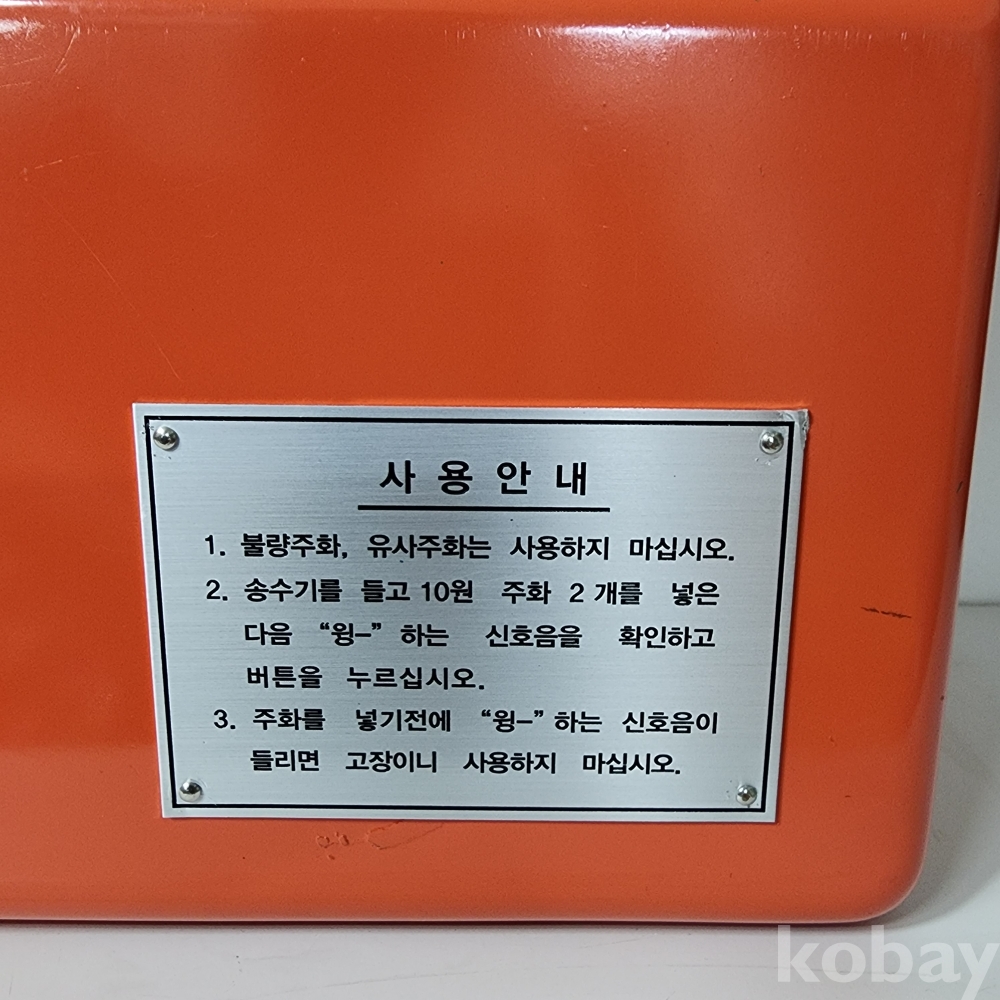 사용안내
1. 불량주화, 유사주화는 사용하지 마십시오.
2. 송수기를 들고 10원 주화 2개를 넣은
다음 “윙-” 하는 신호음을 확인하고
버튼을 누르십시오.
3. 주화를 넣기전에 “윙-” 하는 신호음이
들리면 고장이니 사용하지 마십시오.
kobay